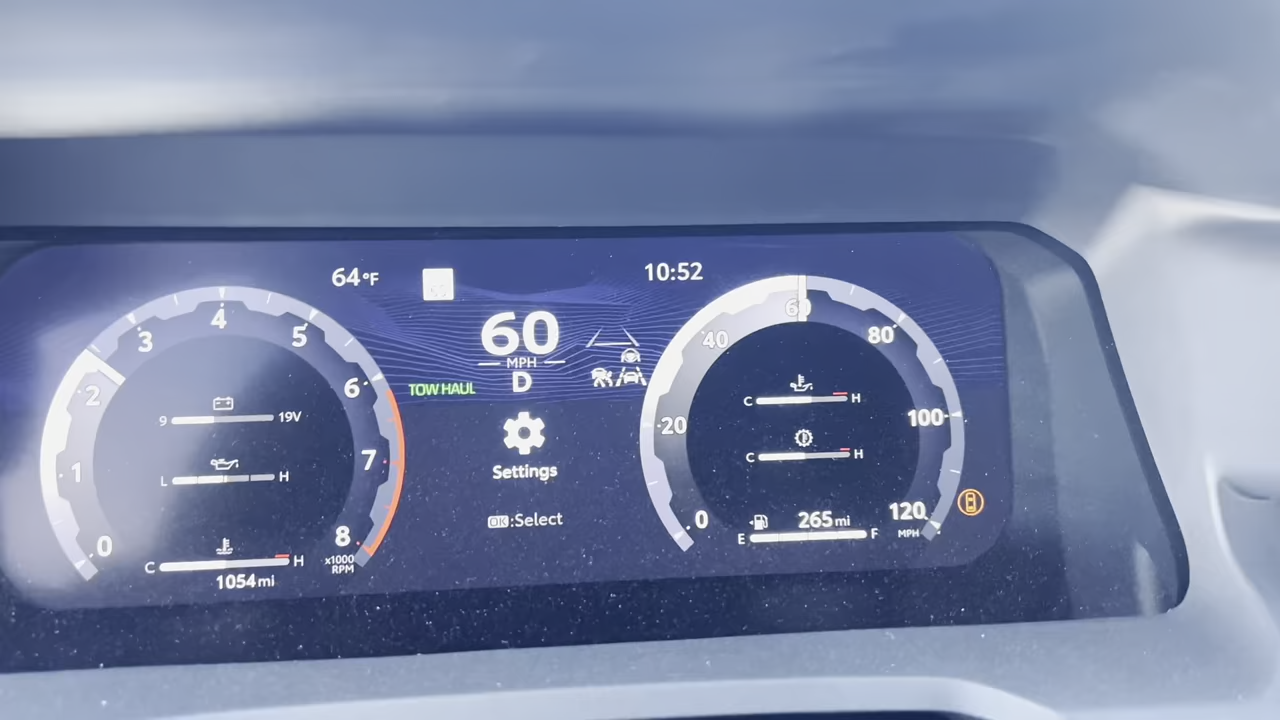 64°F
10:52
0
1
2
3
4
5
6
7
8
x1000
RPM
9 19V
L H
C H
1054 mi
60
MPH
D
TOW HAUL
Settings
OK :Select
0
20
40
60
80
100
120
MPH
C H
C H
265 mi
E F